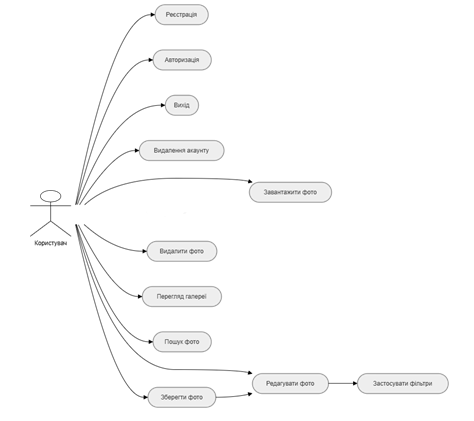 Реєстрація
Авторизація
Вихід
Видалення акаунту
Завантажити фото
Користувач
Видалити фото
Перегляд галереї
Пошук фото
Редагувати фото
Застосувати фільтри
Зберегти фото